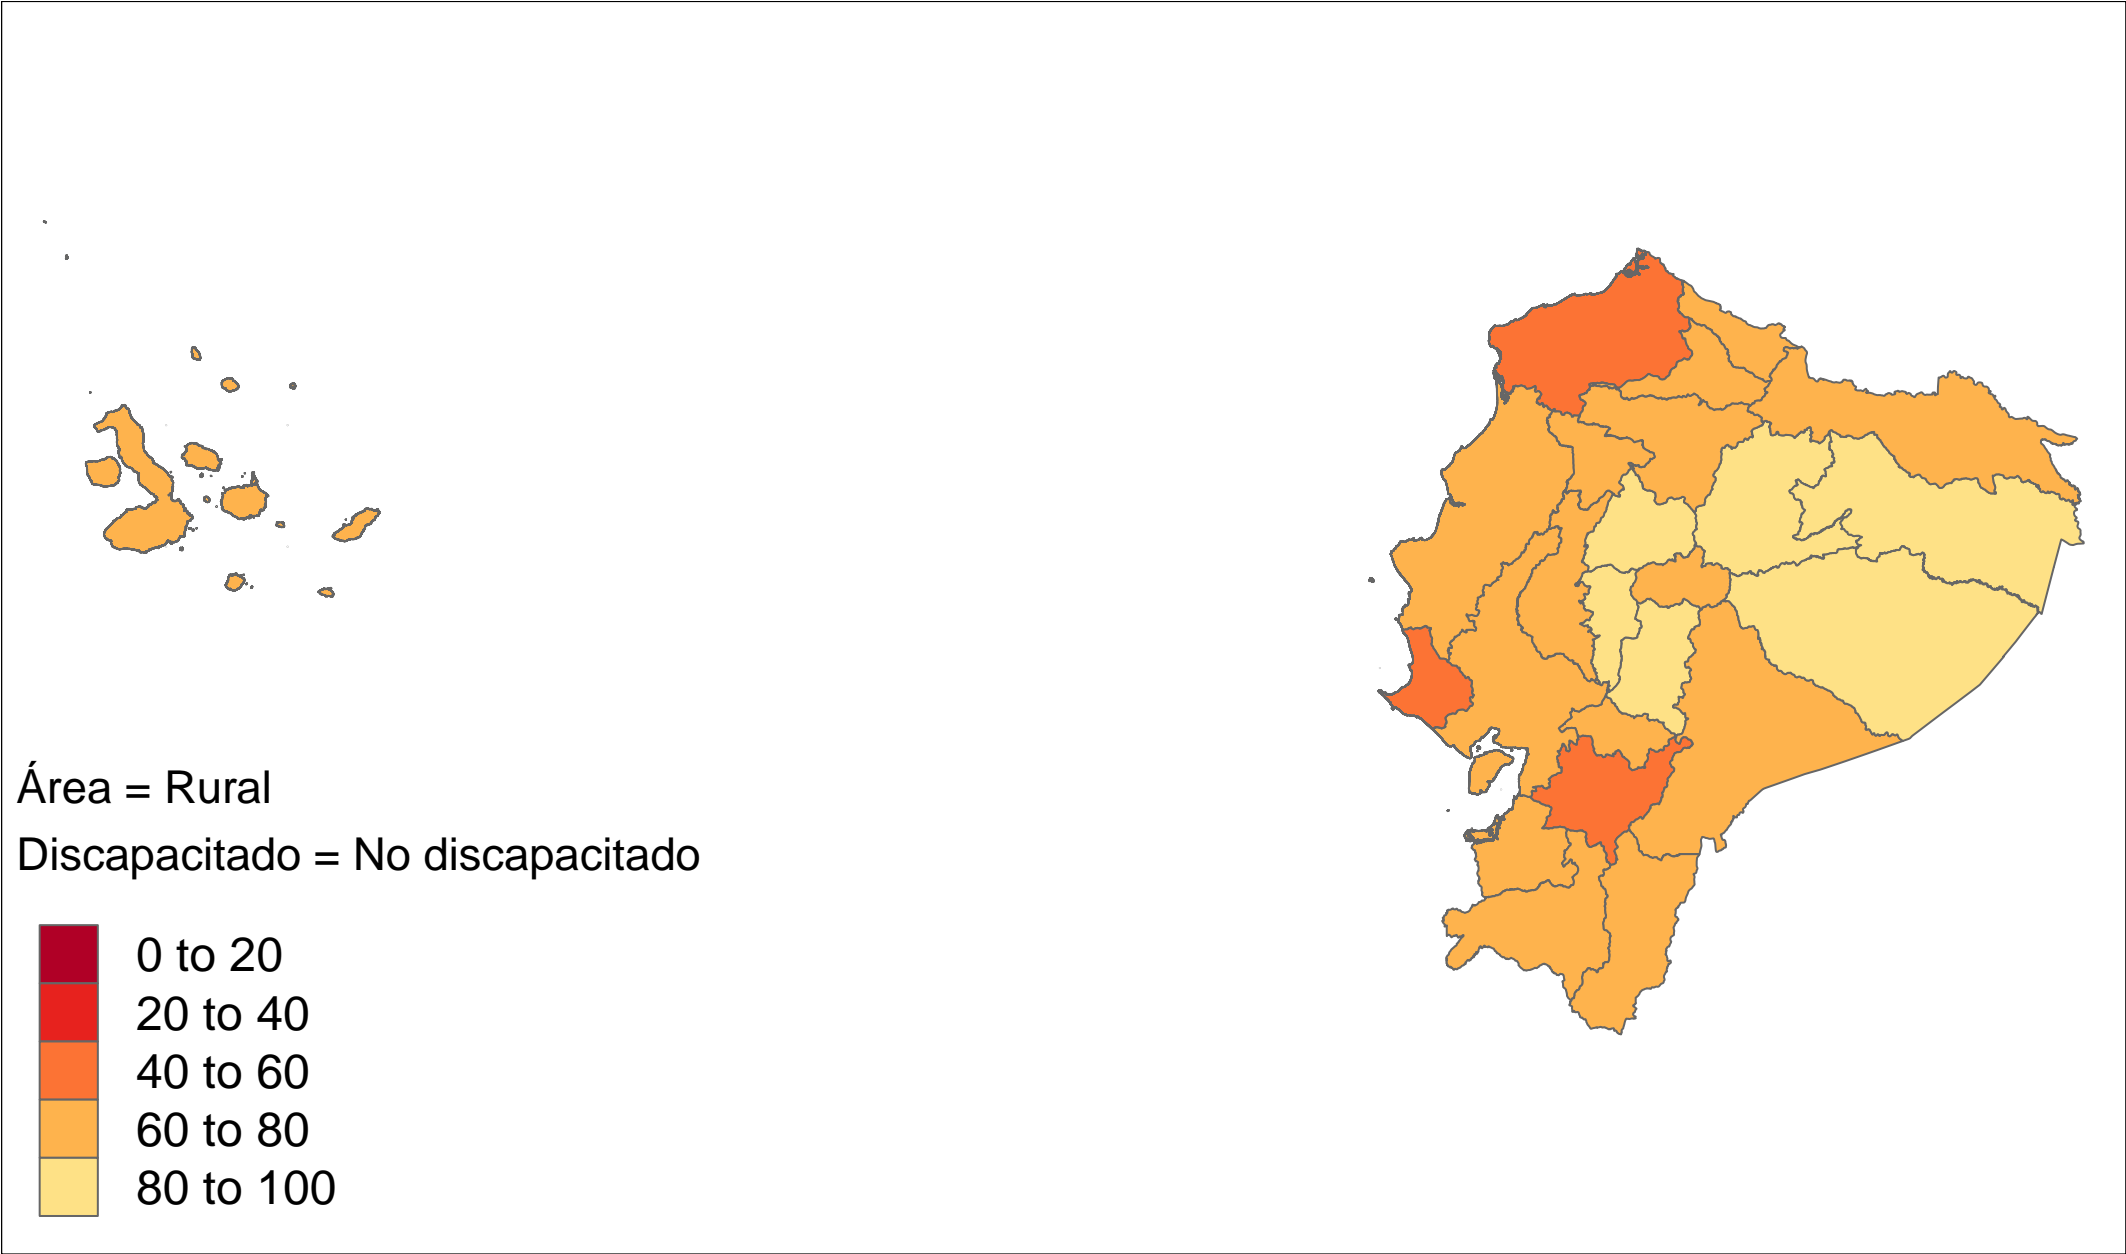 Área = Rural
Discapacitado = No discapacitado
0 to 20
20 to 40
40 to 60
60 to 80
80 to 100